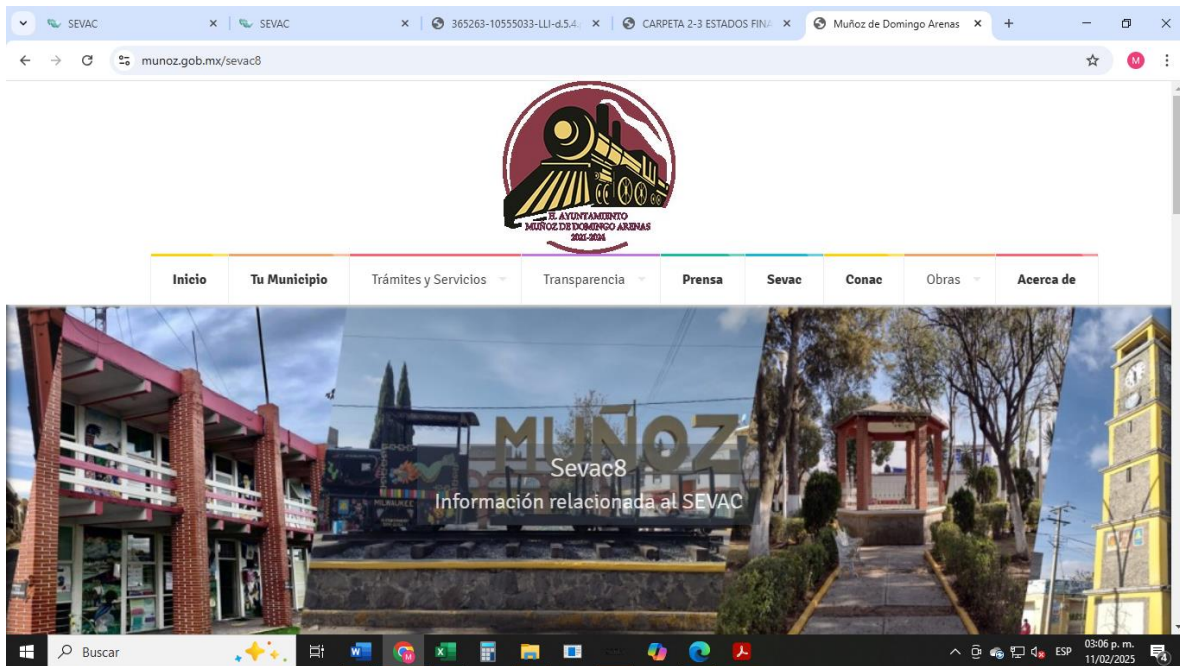 SEVAC
SEVAC
365263-10555033-LLI-d.5.4
CARPETA 2-3 ESTADOS FINA
Muñoz de Domingo Arenas
munoz.gob.mx/sevac8
M
H. AYUNTAMIENTO
MUÑOZ DE DOMINGO ARENAS
2021-2024
Inicio
Tu Municipio
Trámites y Servicios
Transparencia
Prensa
Sevac
Conac
Obras
Acerca de
MUÑOZ
Sevac8
Información relacionada al SEVAC
Buscar
ESP
03:06 p. m.
11/02/2025
4